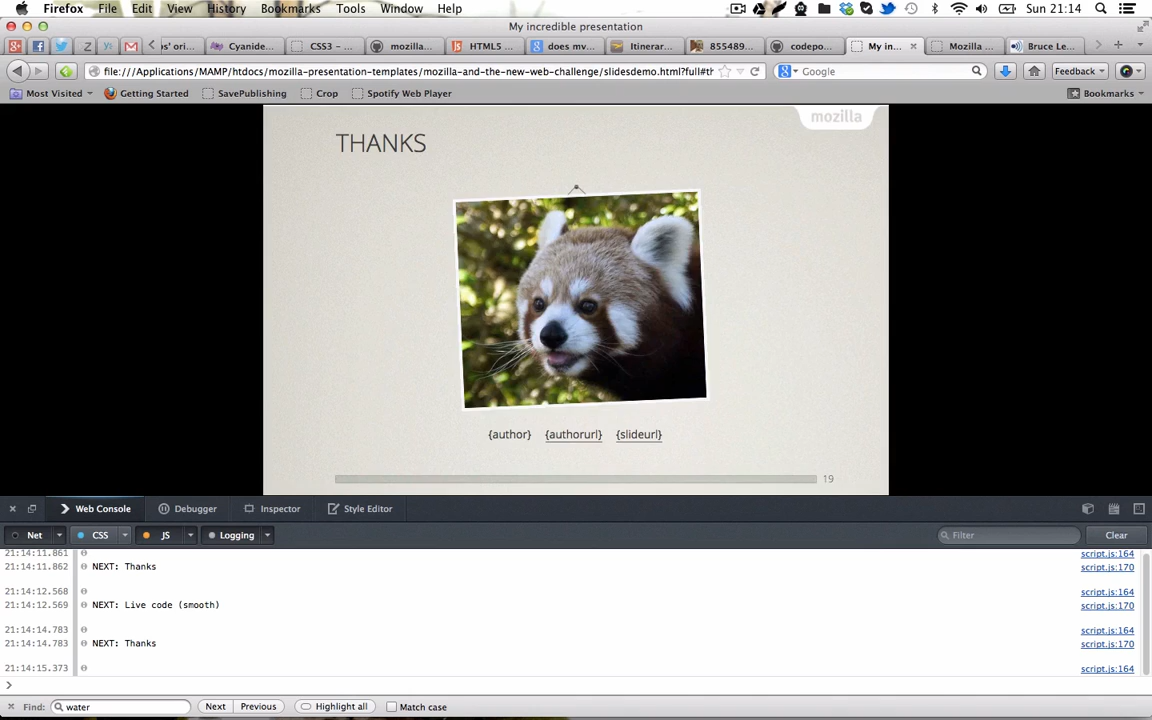 Firefox File Edit View History Bookmarks Tools Window Help Sun 21:14
My incredible presentation
's' ori... Cyanide... CSS3 – ... mozilla... HTML5 ... does mv... Itinerar... 855489... codepo... My in... Mozilla ... Bruce Le...
file:///Applications/MAMP/htdocs/mozilla-presentation-templates/mozilla-and-the-new-web-challenge/slidesdemo.html?full#th Google Feedback
Most Visited Getting Started SavePublishing Crop Spotify Web Player Bookmarks
mozilla
THANKS
{author} {authorurl} {slideurl}
19
Web Console Debugger Inspector Style Editor
Net CSS JS Logging Filter Clear
21:14:11.861 script.js:164
21:14:11.862 NEXT: Thanks script.js:170
21:14:12.568 script.js:164
21:14:12.569 NEXT: Live code (smooth) script.js:170
21:14:14.783 script.js:164
21:14:14.783 NEXT: Thanks script.js:170
21:14:15.373 script.js:164
>
Find: water Next Previous Highlight all Match case